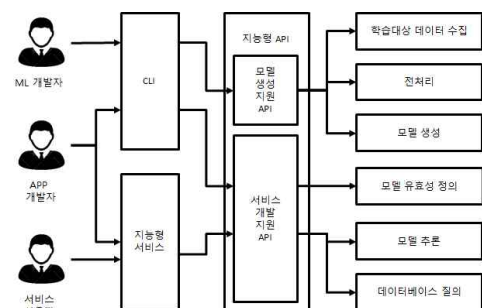 ML 개발자
APP
개발자
서비스
CLI
지능형
서비스
지능형 API
모델
생성
지원
API
서비스
개발
지원
API
학습대상 데이터 수집
전처리
모델 생성
모델 유효성 정의
모델 추론
데이터베이스 질의